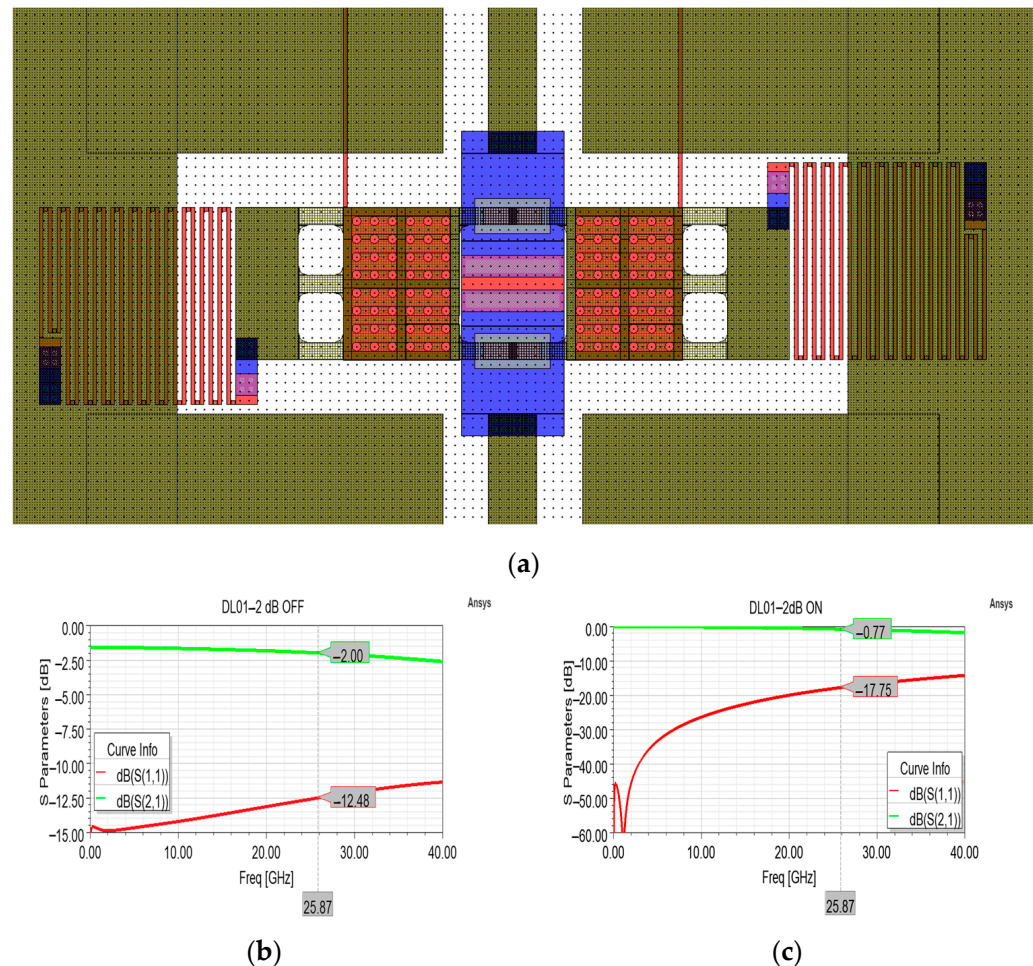 (a)
DL01–2 dB OFF
Ansys
0.00
−2.50
−5.00
−7.50
−10.00
−12.50
−15.00
S Parameters [dB]
−2.00
−12.48
Curve Info
dB(S(1,1))
dB(S(2,1))
0.00 10.00 20.00 30.00 40.00
Freq [GHz]
25.87
(b)
DL01–2dB ON
Ansys
0.00
−10.00
−20.00
−30.00
−40.00
−50.00
−60.00
S Parameters [dB]
−0.77
−17.75
Curve Info
dB(S(1,1))
dB(S(2,1))
0.00 10.00 20.00 30.00 40.00
Freq [GHz]
25.87
(c)